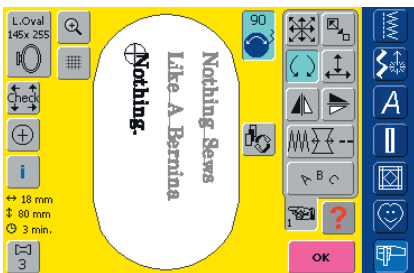 L.Oval
145x 255
90
Check
Nothing Sews
Like A Bernina
Nothing.
A
i
↔ 18 mm
↕ 80 mm
3 min.
A B C
1
?
3
OK